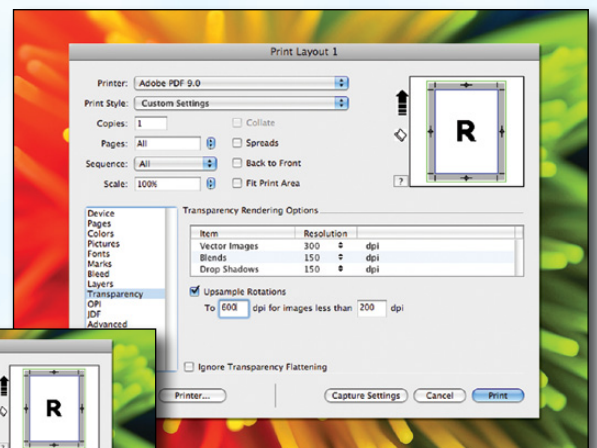 Print Layout 1
Printer: Adobe PDF 9.0
Print Style: Custom Settings
Copies: 1 Collate
Pages: All Spreads
Sequence: All Back to Front
Scale: 100% Fit Print Area
R
?
Device
Pages
Colors
Pictures
Fonts
Marks
Bleed
Layers
Transparency
OPI
JDF
Advanced
Transparency Rendering Options
Item Resolution
Vector Images 300 dpi
Blends 150 dpi
Drop Shadows 150 dpi
Upsample Rotations
To 600 dpi for images less than 200 dpi
Ignore Transparency Flattening
Printer... Capture Settings Cancel Print
R